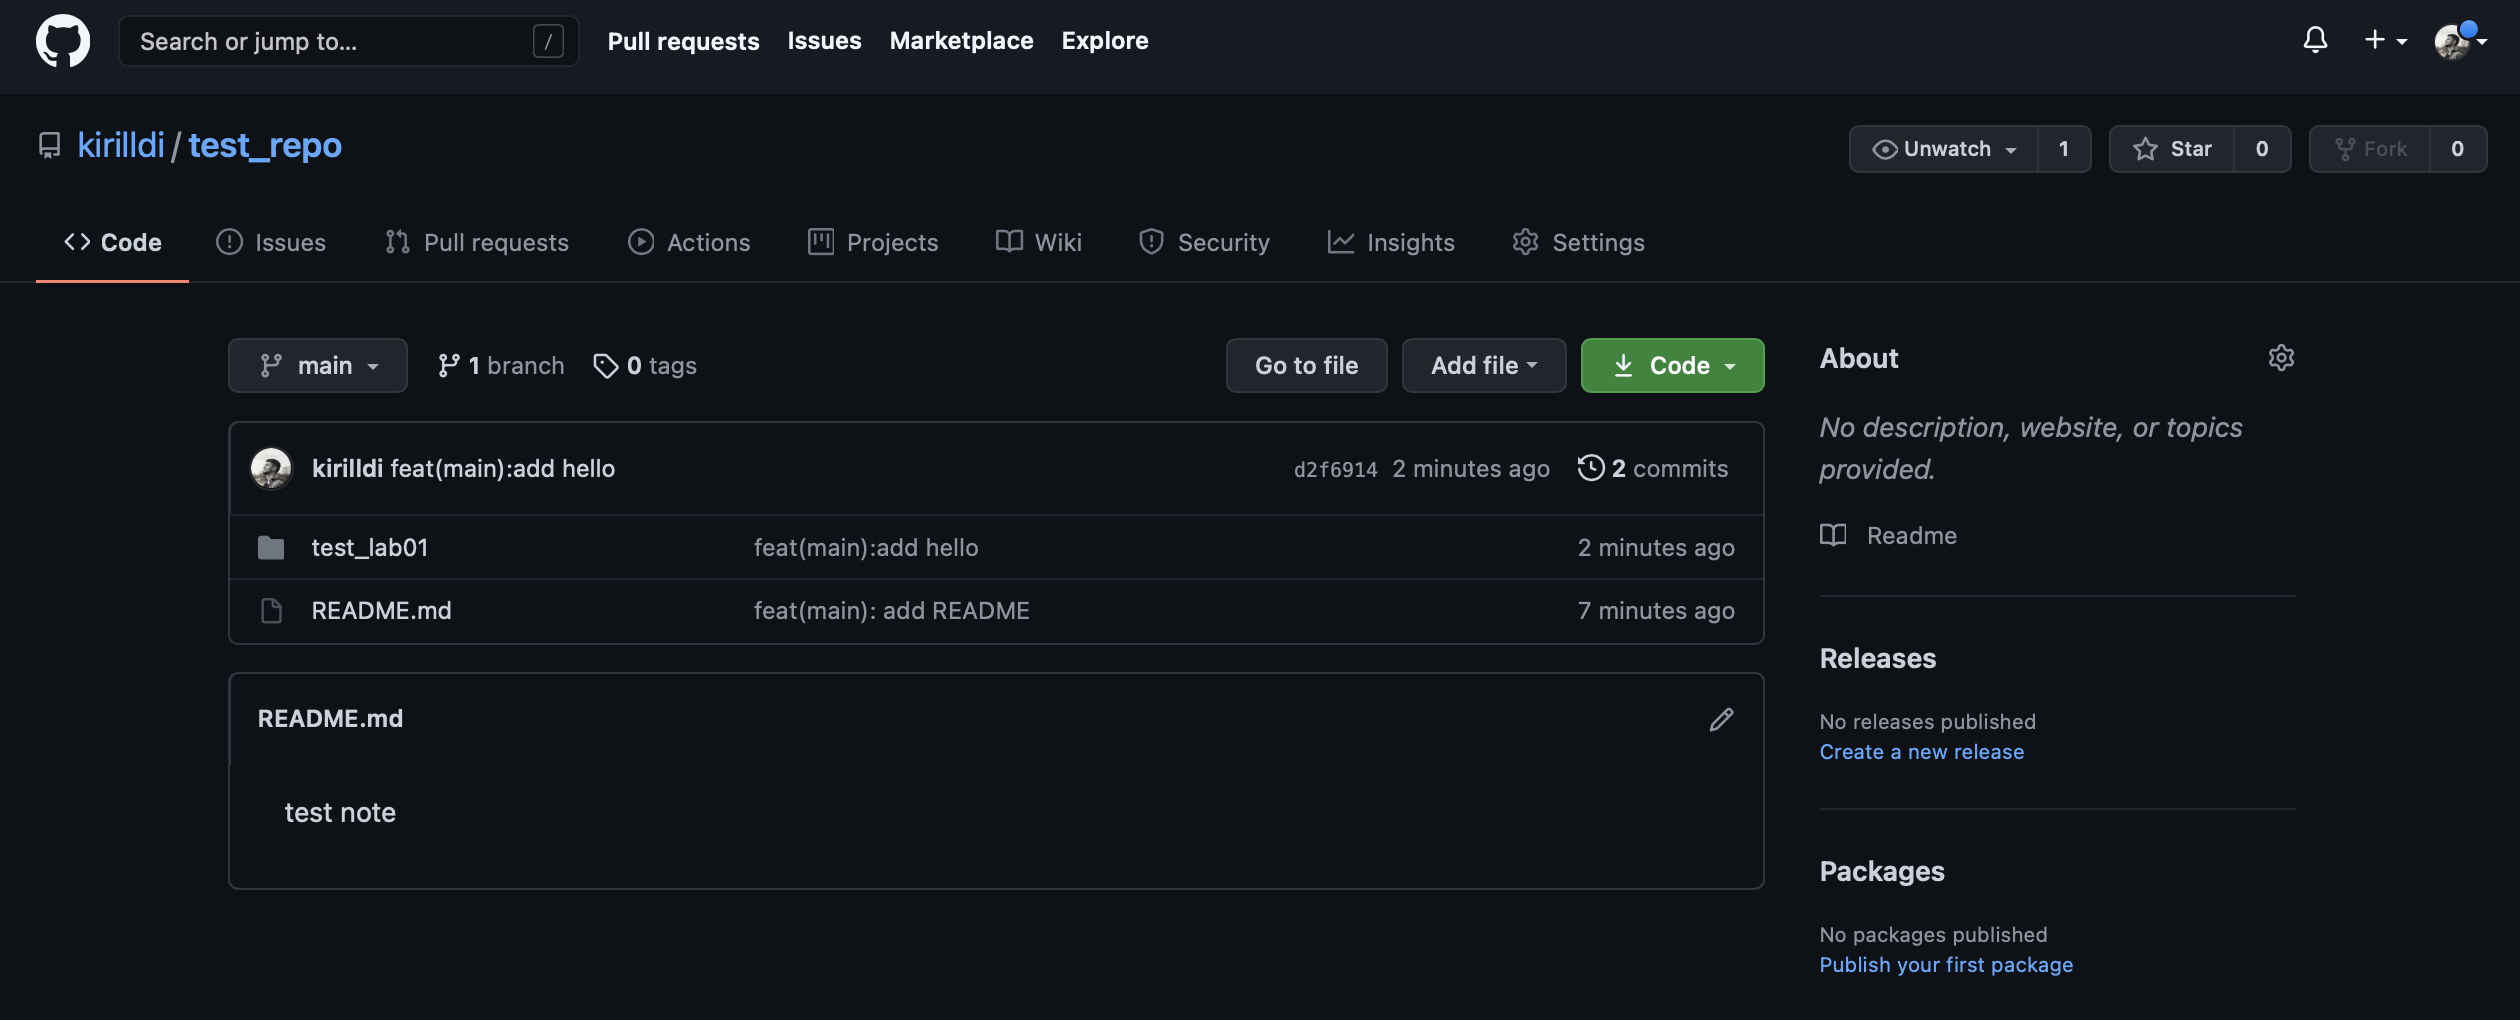 Search or jump to... / Pull requests Issues Marketplace Explore
kirilldi / test_repo
Unwatch 1 Star 0 Fork 0
Code Issues Pull requests Actions Projects Wiki Security Insights Settings
main 1 branch 0 tags Go to file Add file Code
kirilldi feat(main):add hello d2f6914 2 minutes ago 2 commits
test_lab01 feat(main):add hello 2 minutes ago
README.md feat(main): add README 7 minutes ago
README.md
test note
About
No description, website, or topics
provided.
Readme
Releases
No releases published
Create a new release
Packages
No packages published
Publish your first package